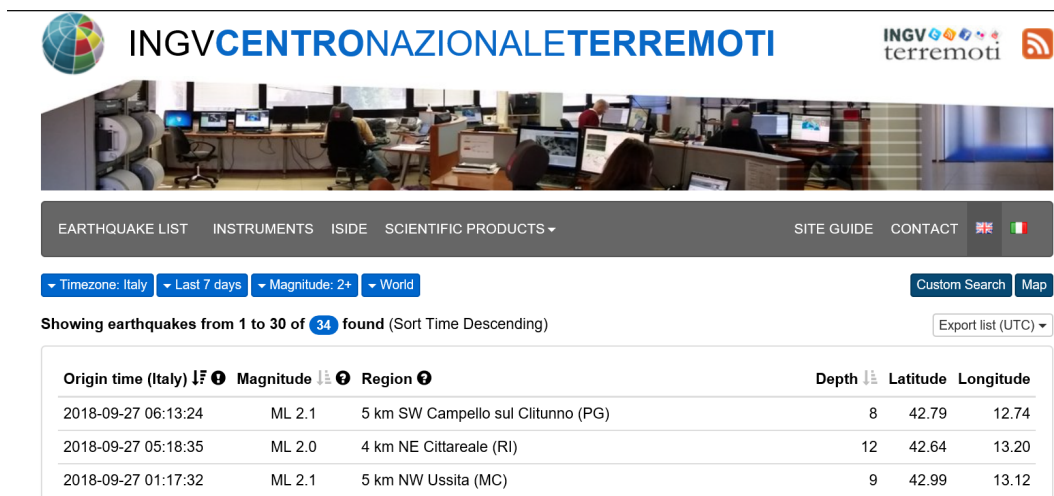 INGVCENTRONAZIONALETERREMOTI
INGV
terremoti
EARTHQUAKE LIST INSTRUMENTS ISIDE SCIENTIFIC PRODUCTS SITE GUIDE CONTACT
Timezone: Italy Last 7 days Magnitude: 2+ World Custom Search Map
Showing earthquakes from 1 to 30 of 34 found (Sort Time Descending) Export list (UTC)
Origin time (Italy) Magnitude Region Depth Latitude Longitude
2018-09-27 06:13:24 ML 2.1 5 km SW Campello sul Clitunno (PG) 8 42.79 12.74
2018-09-27 05:18:35 ML 2.0 4 km NE Cittareale (RI) 12 42.64 13.20
2018-09-27 01:17:32 ML 2.1 5 km NW Ussita (MC) 9 42.99 13.12